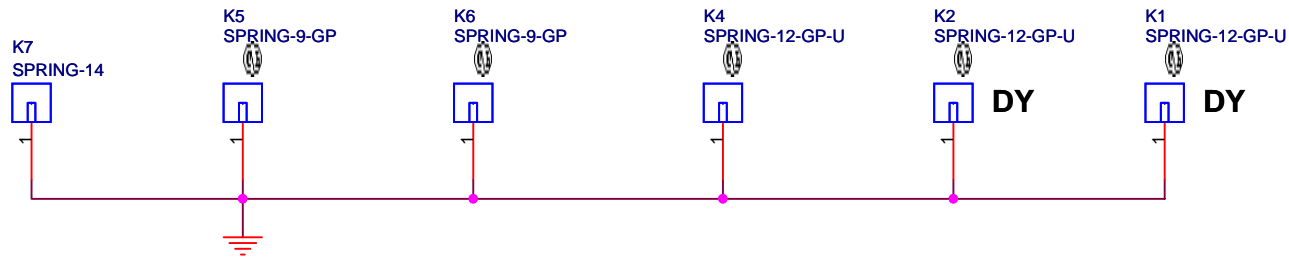 K7
SPRING-14
1
K5
SPRING-9-GP
1
K6
SPRING-9-GP
1
K4
SPRING-12-GP-U
1
K2
SPRING-12-GP-U
DY
1
K1
SPRING-12-GP-U
DY
1